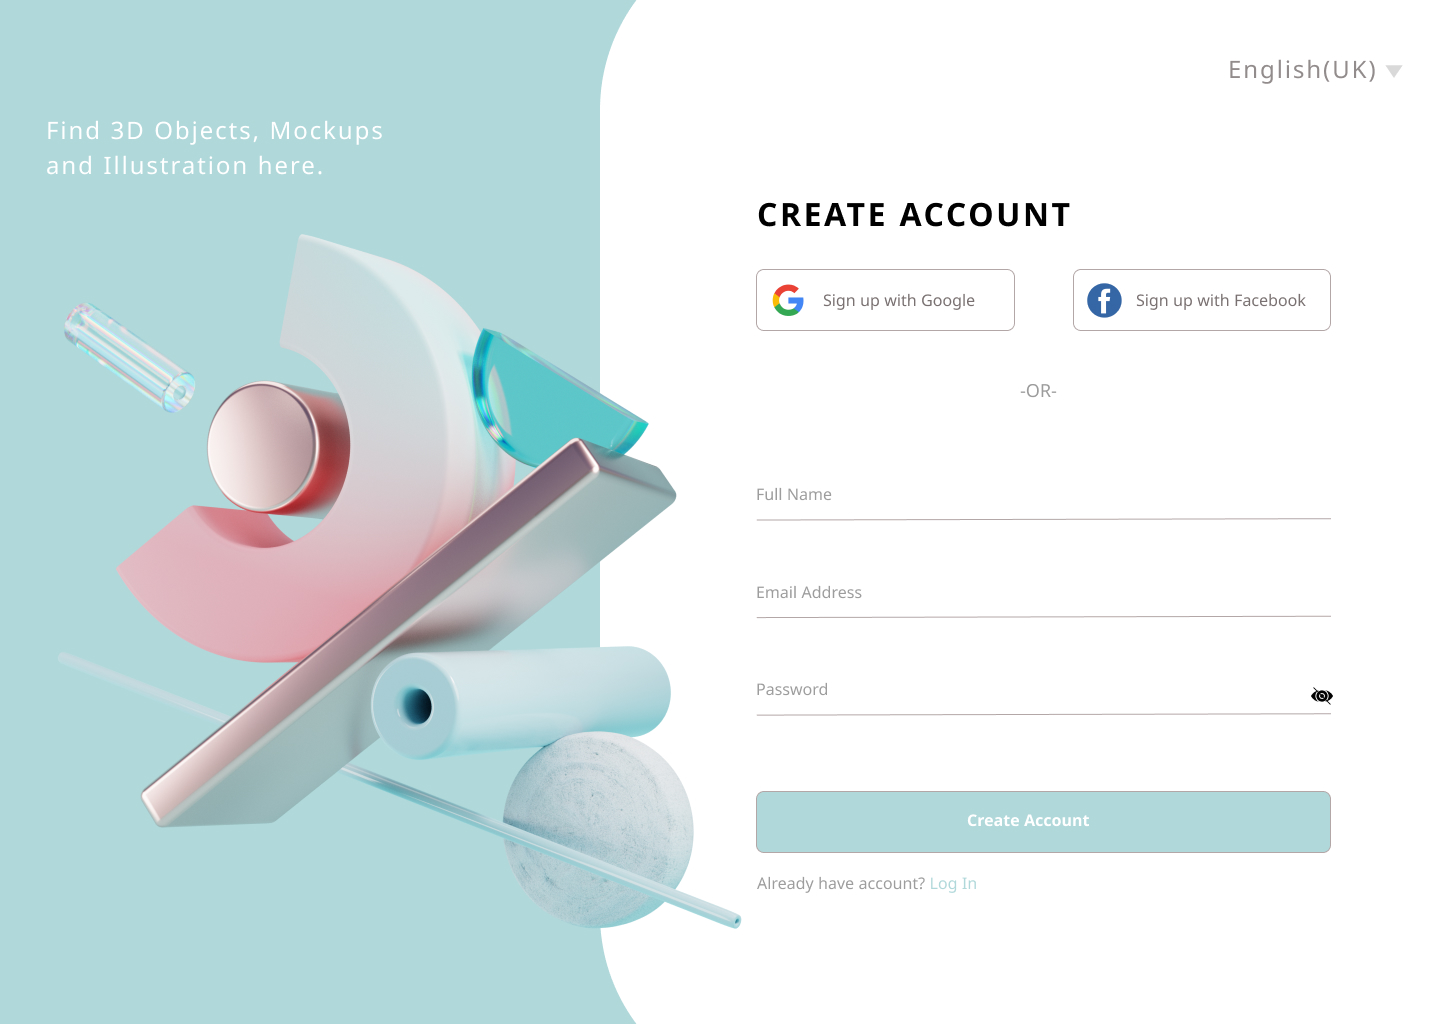 English(UK)
Find 3D Objects, Mockups
and Illustration here.
CREATE ACCOUNT
Sign up with Google
Sign up with Facebook
-OR-
Full Name
Email Address
Password
Create Account
Already have account? Log In